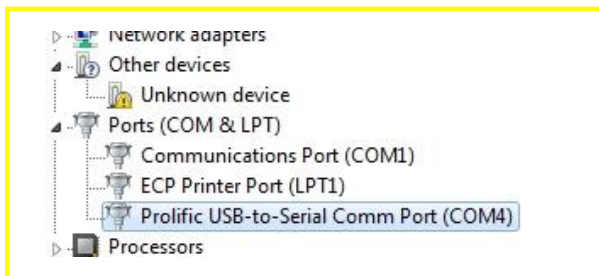 Network adapters
Other devices
Unknown device
Ports (COM & LPT)
Communications Port (COM1)
ECP Printer Port (LPT1)
Prolific USB-to-Serial Comm Port (COM4)
Processors